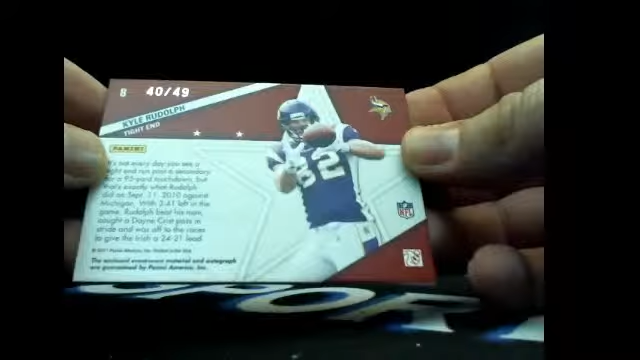 8 40/49
KYLE RUDOLPH
TIGHT END
PANINI
It's not every day you see a
tight end run past a secondary
for a 95-yard touchdown, but
that's exactly what Rudolph
did on Sept. 11, 2010 against
Michigan. With 3:41 left in the
game, Rudolph beat his man,
caught a Dayne Crist pass in
stride and was off to the races
to give the Irish a 24-21 lead.
The enclosed event-worn material and autograph
are guaranteed by Panini America, Inc.
82
NFL